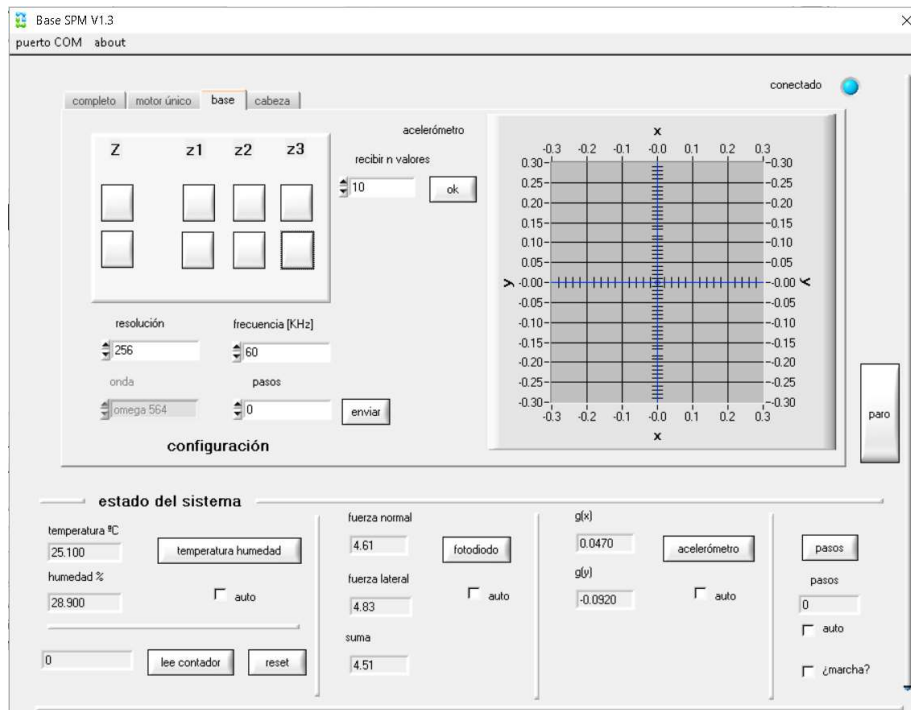 Base SPM V1.3
puerto COM about
conectado
completo motor único base cabeza
Z z1 z2 z3
acelerómetro
recibir n valores
10 ok
resolución frecuencia [KHz]
256 60
onda pasos
omega 564 0 enviar
configuración
x
-0.3 -0.2 -0.1 -0.0 0.1 0.2 0.3
0.30 -0.30
0.25 -0.25
0.20 -0.20
0.15 -0.15
0.10 -0.10
0.05 -0.05
y -0.00 -0.00 y
-0.05 -0.05
-0.10 -0.10
-0.15 -0.15
-0.20 -0.20
-0.25 -0.25
-0.30 -0.30
-0.3 -0.2 -0.1 -0.0 0.1 0.2 0.3
x
paro
estado del sistema
temperatura ºC
25.100 temperatura humedad
humedad %
28.900 auto
0 lee contador reset
fuerza normal
4.61 fotodiodo
fuerza lateral
4.83 auto
suma
4.51
g(x)
0.0470 acelerómetro
g(y)
-0.0920 auto
pasos
pasos
0
auto
¿marcha?